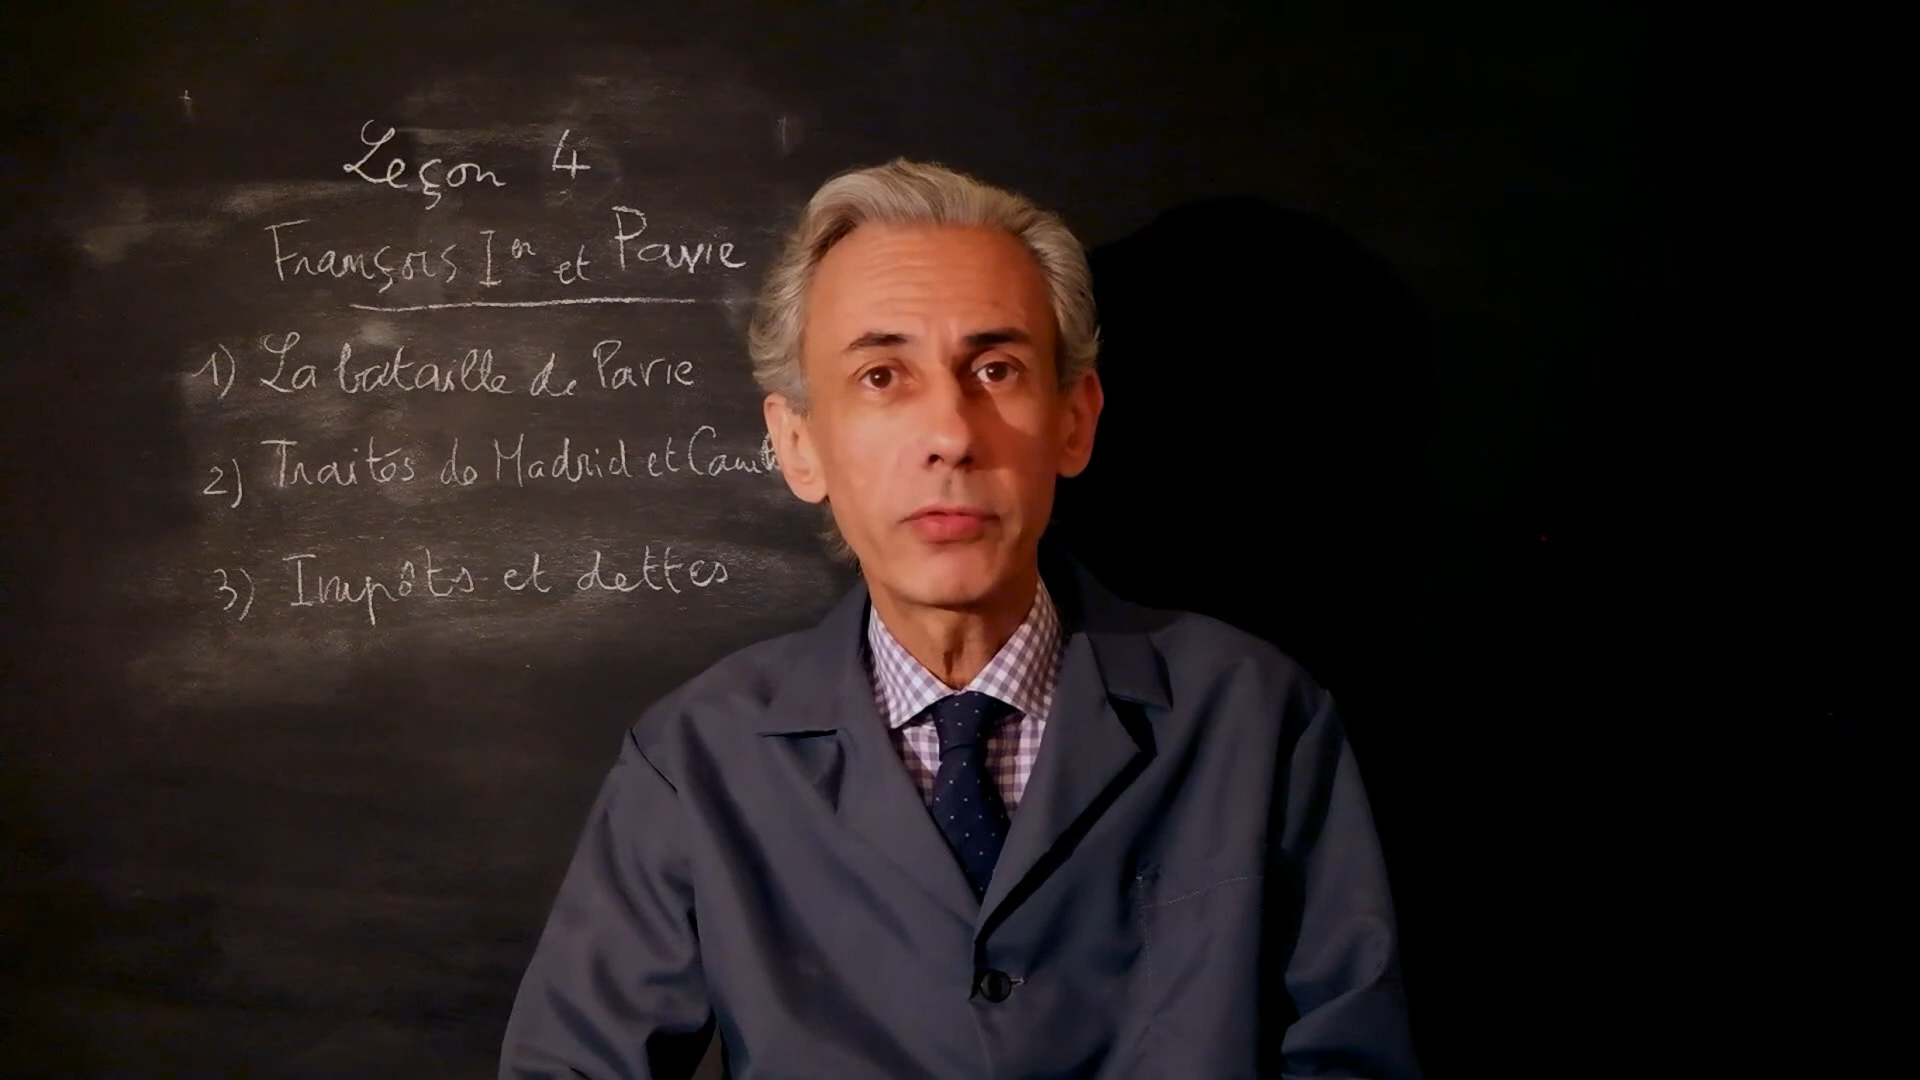 Leçon 4
François Ier et Pavie
1) La bataille de Pavie
2) Traités de Madrid et
3) Impôts et dettes